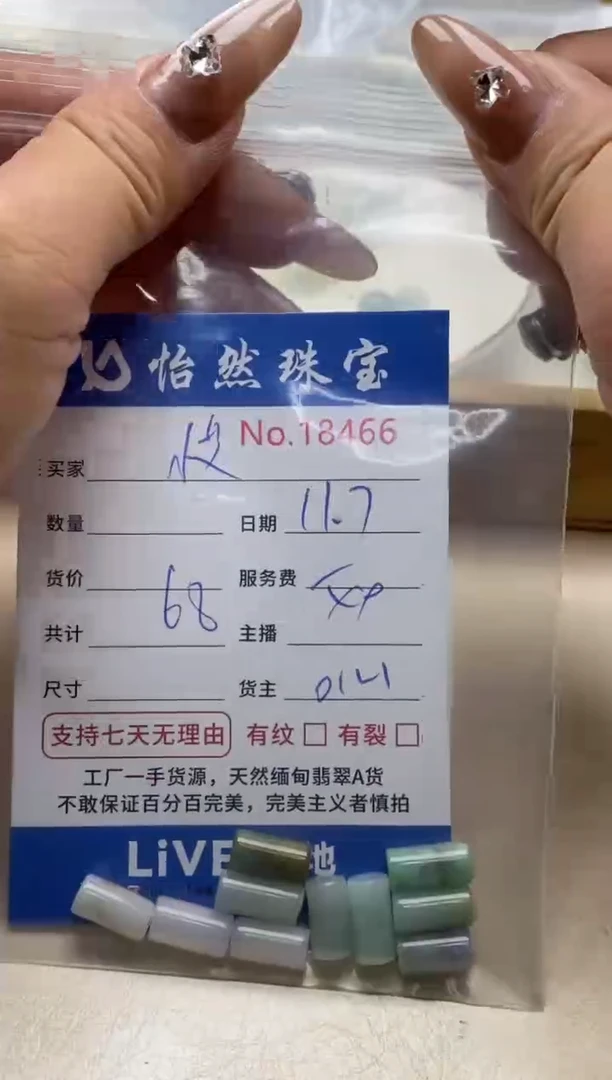 怡然珠宝
No.18466
买家
数量 日期 11.7
货价 68 服务费
共计 主播
尺寸 货主 0141
支持七天无理由 有纹 有裂
工厂一手货源，天然缅甸翡翠A货
不敢保证百分百完美，完美主义者慎拍
LiVE 地